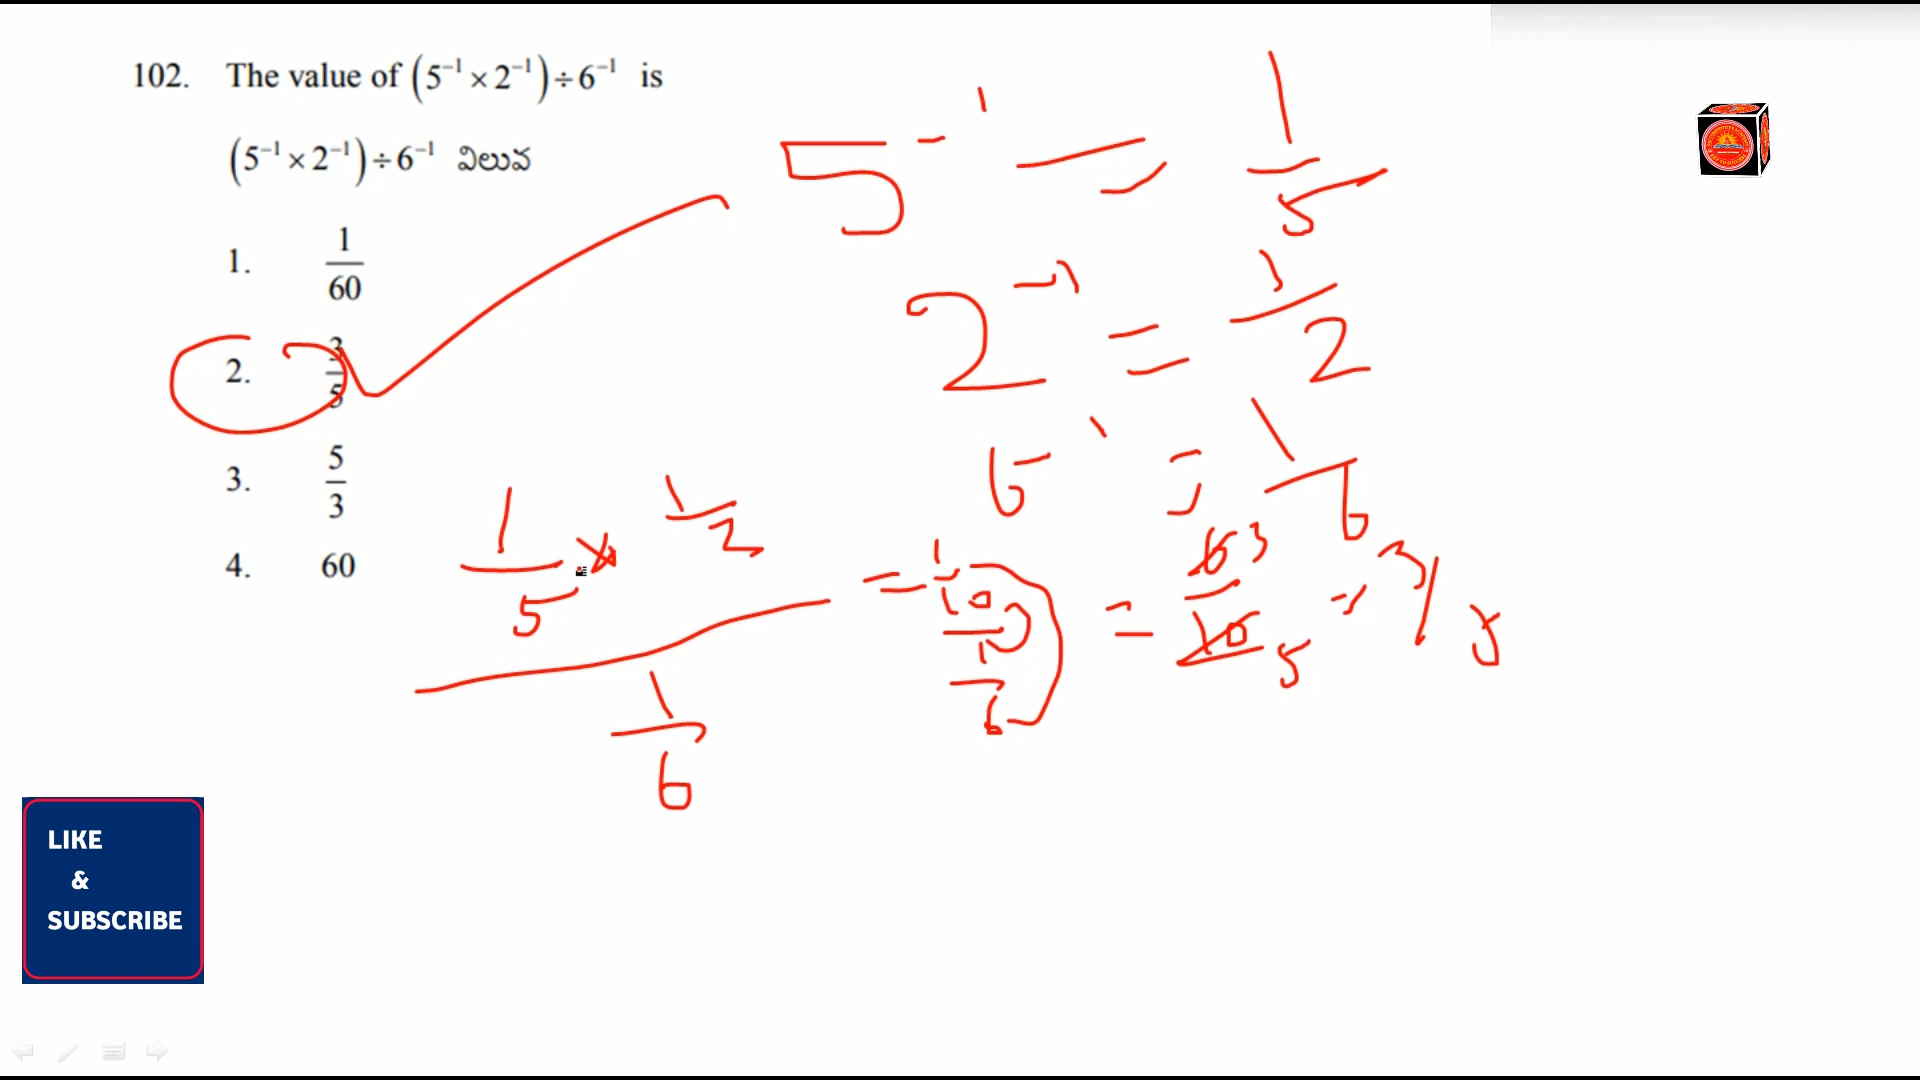 102. The value of (5⁻¹ × 2⁻¹) ÷ 6⁻¹ is
(5⁻¹ × 2⁻¹) ÷ 6⁻¹ విలువ
1. 1/60
2. 3/5
3. 5/3
4. 60
5⁻¹ = 1/5
2⁻¹ = 1/2
6⁻¹ = 1/6
1/5 × 1/2
1/6
= 1/10
1/6
= 6 3
10 5
= 3/5
LIKE
&
SUBSCRIBE